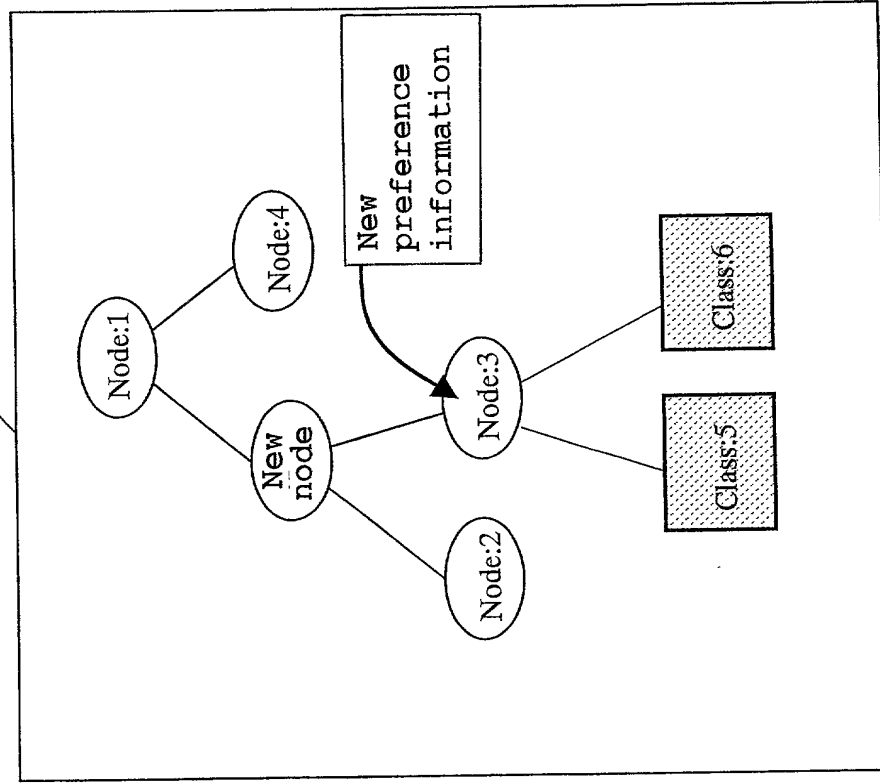 Node:1
Node:4
New
node
New
preference
information
Node:2
Node:3
Class:5
Class:6